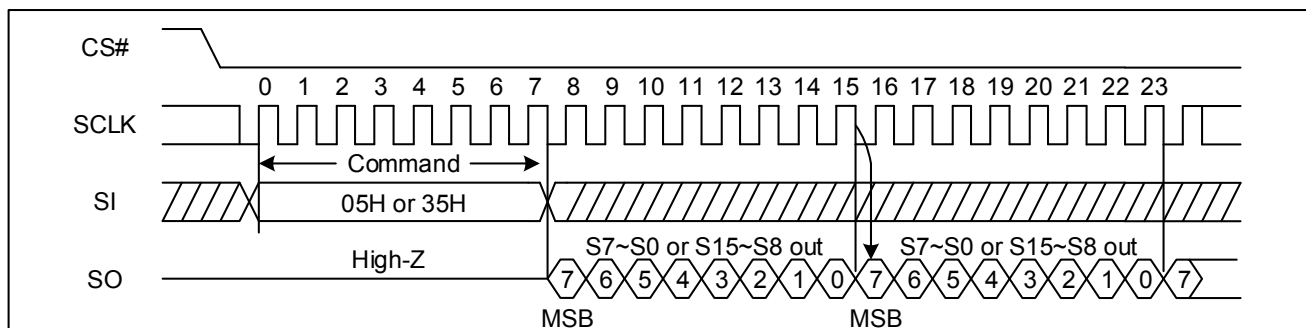 CS#
0 1 2 3 4 5 6 7 8 9 10 11 12 13 14 15 16 17 18 19 20 21 22 23
SCLK
Command
SI
05H or 35H
High-Z
S7~S0 or S15~S8 out
S7~S0 or S15~S8 out
SO
7 6 5 4 3 2 1 0 7 6 5 4 3 2 1 0 7
MSB
MSB